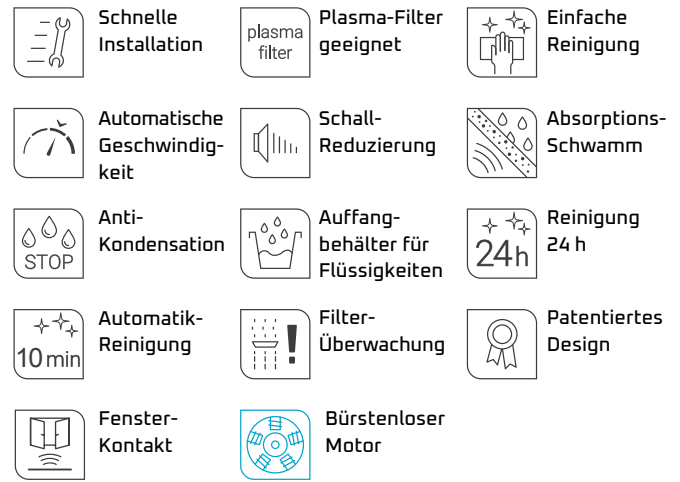 Schnelle
Installation
plasma
filter
Plasma-Filter
geeignet
Einfache
Reinigung
Automatische
Geschwindig-
keit
Schall-
Reduzierung
Absorptions-
Schwamm
STOP
Anti-
Kondensation
Auffang-
behälter für
Flüssigkeiten
24h
Reinigung
24 h
10 min
Automatik-
Reinigung
!
Filter-
Überwachung
Patentiertes
Design
Fenster-
Kontakt
Bürstenloser
Motor